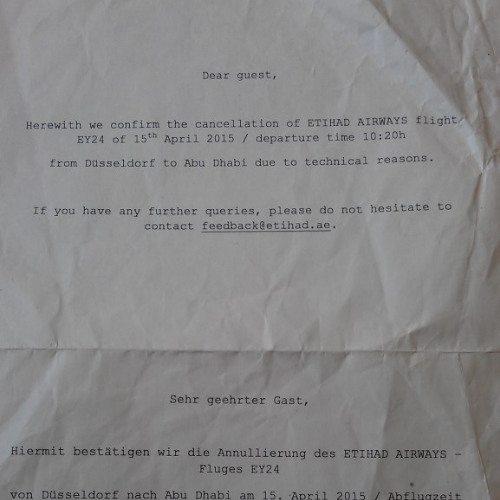 Dear guest,
Herewith we confirm the cancellation of ETIHAD AIRWAYS flight
EY24 of 15th April 2015 / departure time 10:20h
from Düsseldorf to Abu Dhabi due to technical reasons.
If you have any further queries, please do not hesitate to
contact feedback@etihad.ae.
Sehr geehrter Gast,
Hiermit bestätigen wir die Annullierung des ETIHAD AIRWAYS –
Fluges EY24
von Düsseldorf nach Abu Dhabi am 15. April 2015 / Abflugzeit